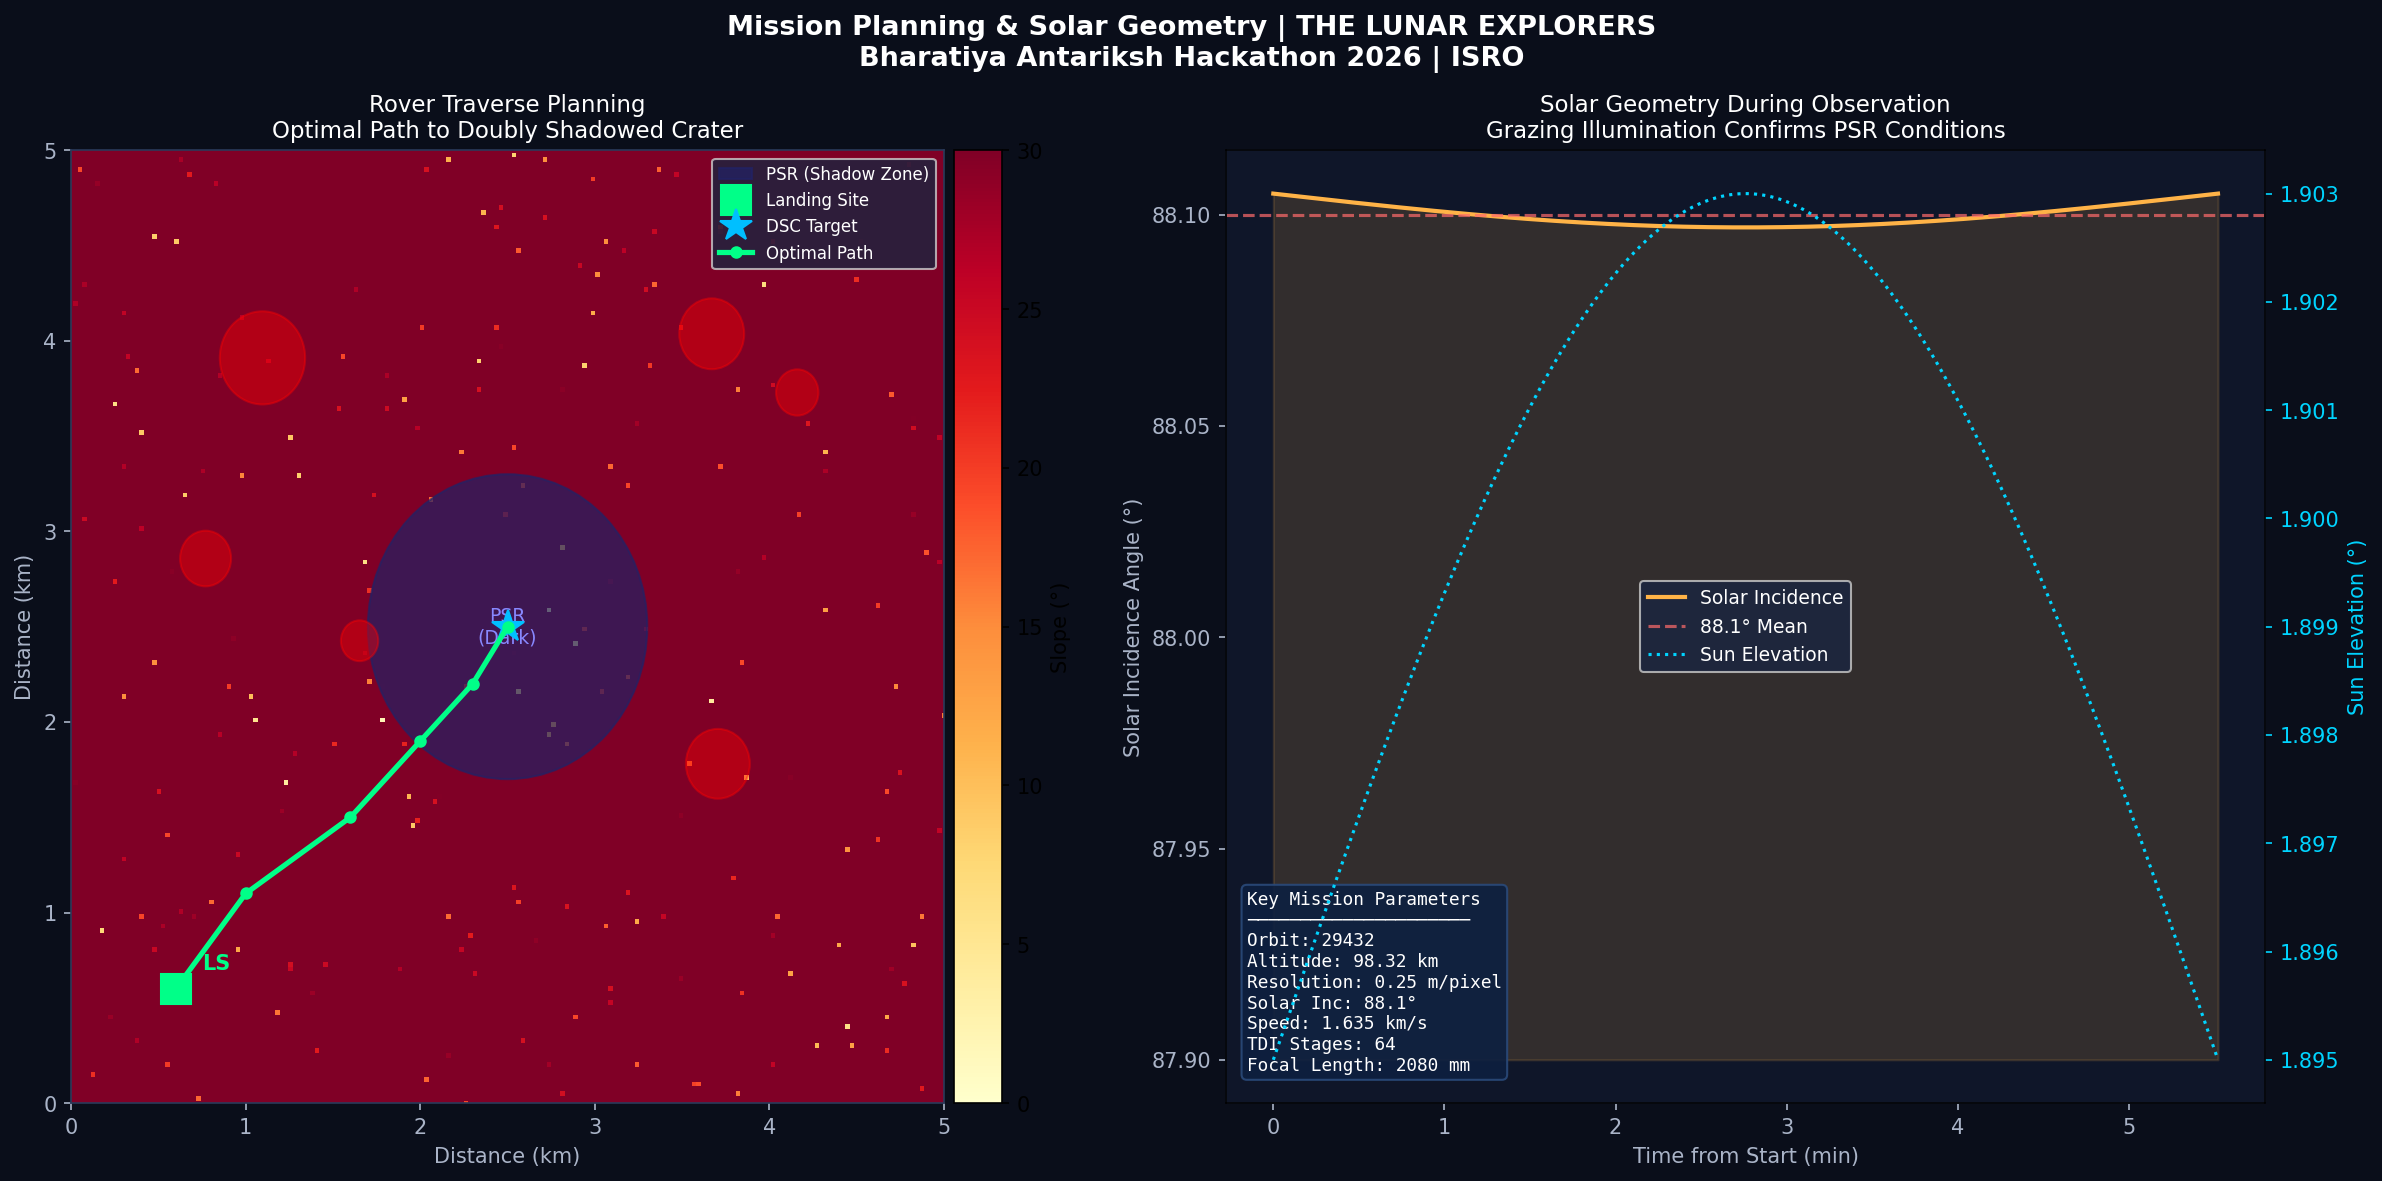 Mission Planning & Solar Geometry | THE LUNAR EXPLORERS
Bharatiya Antariksh Hackathon 2026 | ISRO
Rover Traverse Planning
Optimal Path to Doubly Shadowed Crater
PSR (Shadow Zone)
Landing Site
DSC Target
Optimal Path
PSR
(Dark)
LS
5
4
3
2
1
0
Distance (km)
0
1
2
3
4
5
Distance (km)
30
25
20
15
10
5
0
Slope (°)
Solar Geometry During Observation
Grazing Illumination Confirms PSR Conditions
88.10
88.05
88.00
87.95
87.90
Solar Incidence Angle (°)
Solar Incidence
88.1° Mean
Sun Elevation
Key Mission Parameters
Orbit: 29432
Altitude: 98.32 km
Resolution: 0.25 m/pixel
Solar Inc: 88.1°
Speed: 1.635 km/s
TDI Stages: 64
Focal Length: 2080 mm
0
1
2
3
4
5
Time from Start (min)
1.903
1.902
1.901
1.900
1.899
1.898
1.897
1.896
1.895
Sun Elevation (°)